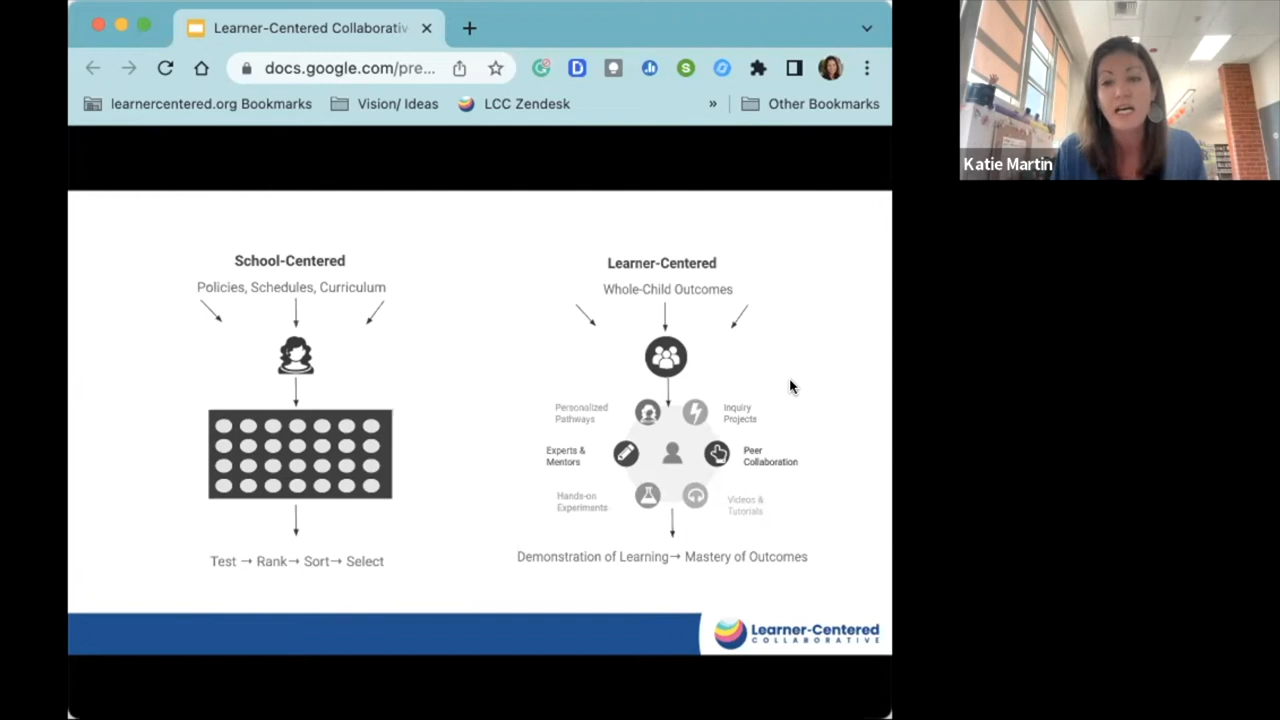 Learner-Centered Collaborativ
docs.google.com/pre...
learnercentered.org Bookmarks
Vision/ Ideas
LCC Zendesk
»
Other Bookmarks
Katie Martin
School-Centered
Policies, Schedules, Curriculum
Test → Rank→ Sort→ Select
Learner-Centered
Whole-Child Outcomes
Personalized
Pathways
Inquiry
Projects
Experts &
Mentors
Peer
Collaboration
Hands-on
Experiments
Videos &
Tutorials
Demonstration of Learning→ Mastery of Outcomes
Learner-Centered
COLLABORATIVE